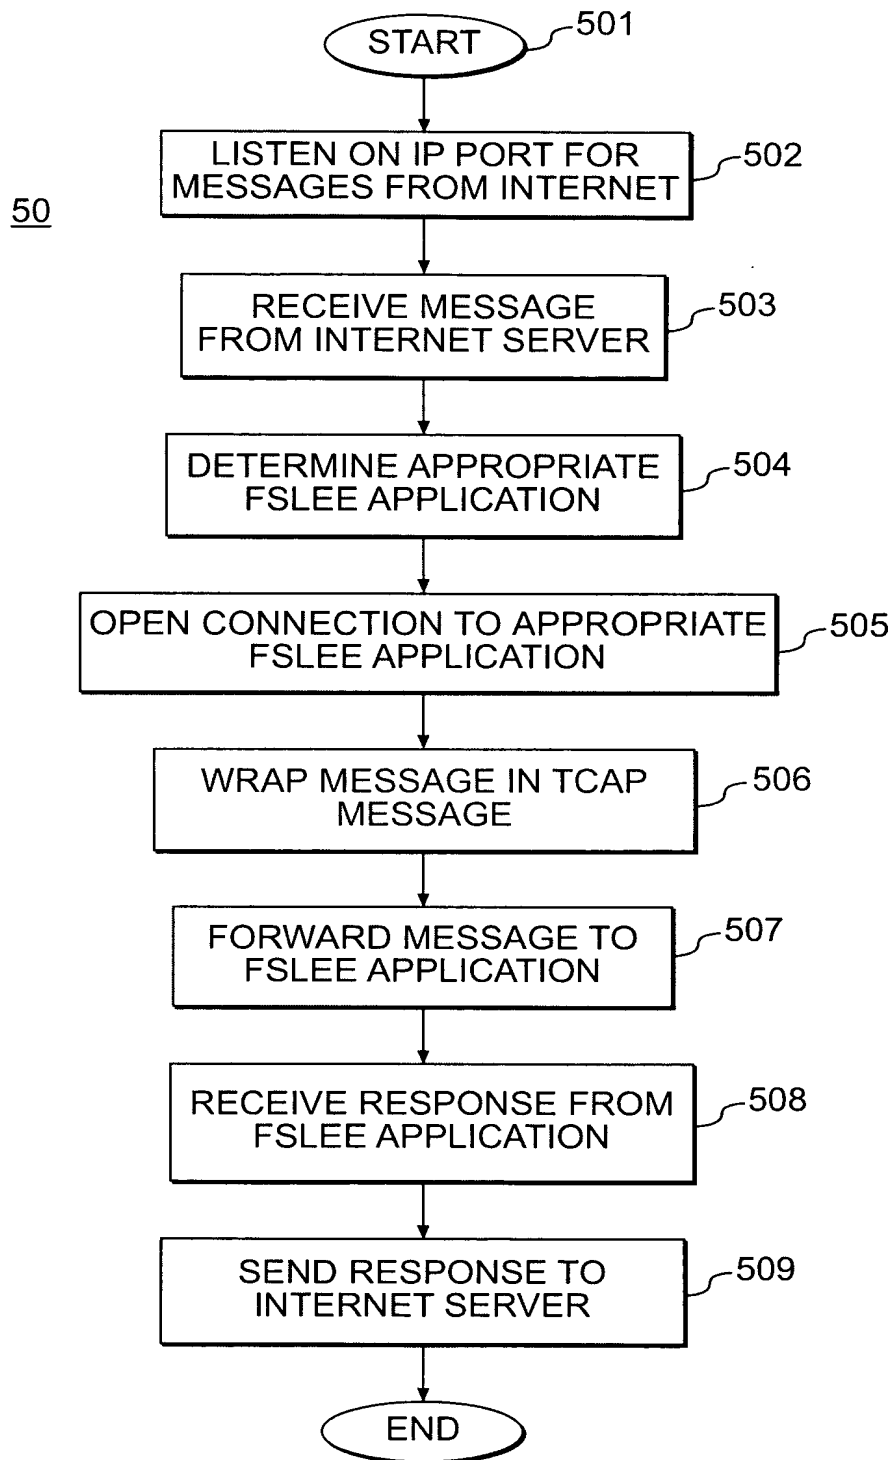 START
501
LISTEN ON IP PORT FOR
MESSAGES FROM INTERNET
502
50
RECEIVE MESSAGE
FROM INTERNET SERVER
503
DETERMINE APPROPRIATE
FSLEE APPLICATION
504
OPEN CONNECTION TO APPROPRIATE
FSLEE APPLICATION
505
WRAP MESSAGE IN TCAP
MESSAGE
506
FORWARD MESSAGE TO
FSLEE APPLICATION
507
RECEIVE RESPONSE FROM
FSLEE APPLICATION
508
SEND RESPONSE TO
INTERNET SERVER
509
END